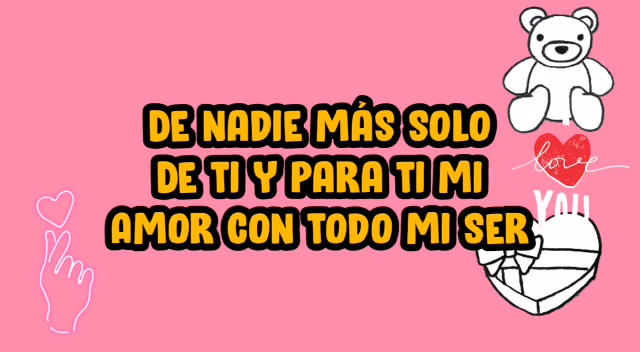 DE NADIE MÁS SOLO
DE TI Y PARA TI MI
AMOR CON TODO MI SER
I
love
YOU